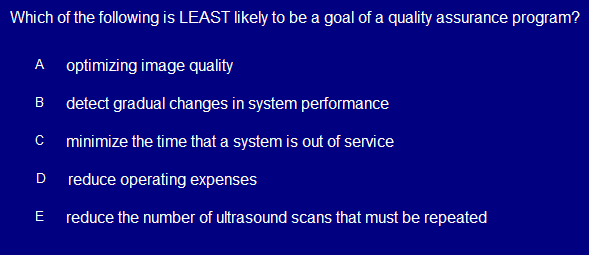 Which of the following is LEAST likely to be a goal of a quality assurance program?
A optimizing image quality
B detect gradual changes in system performance
C minimize the time that a system is out of service
D reduce operating expenses
E reduce the number of ultrasound scans that must be repeated